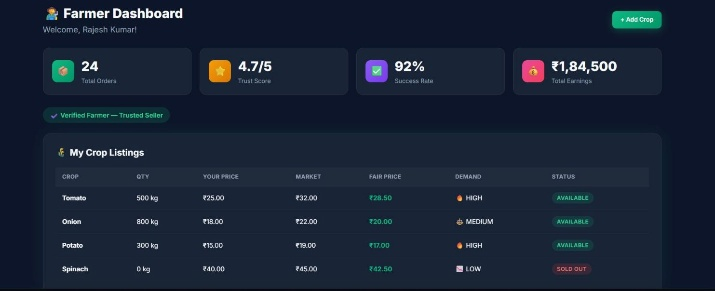 Farmer Dashboard
Welcome, Rajesh Kumar!
+ Add Crop
24
Total Orders
4.7/5
Trust Score
92%
Success Rate
₹1,84,500
Total Earnings
Verified Farmer — Trusted Seller
My Crop Listings
CROP QTY YOUR PRICE MARKET FAIR PRICE DEMAND STATUS
Tomato 500 kg ₹25.00 ₹32.00 ₹28.50 HIGH AVAILABLE
Onion 800 kg ₹18.00 ₹22.00 ₹20.00 MEDIUM AVAILABLE
Potato 300 kg ₹15.00 ₹19.00 ₹17.00 HIGH AVAILABLE
Spinach 0 kg ₹40.00 ₹45.00 ₹42.50 LOW SOLD OUT